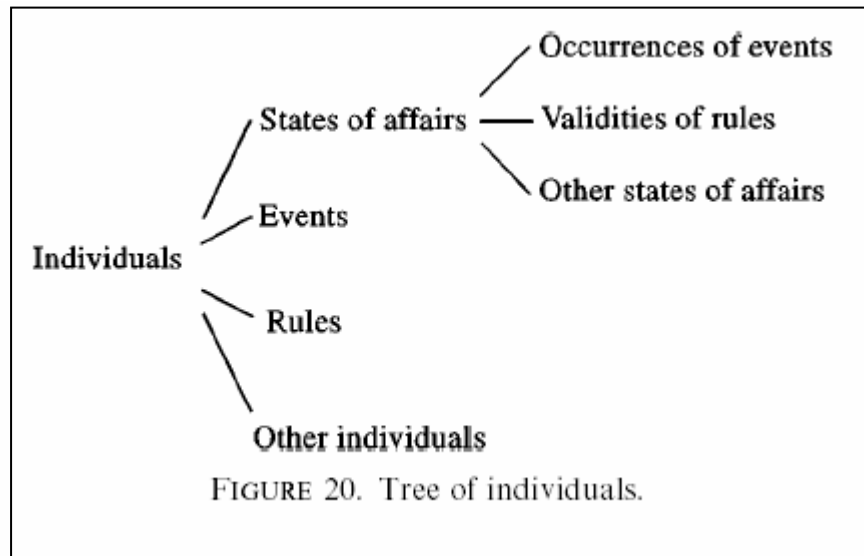 Occurrences of events
States of affairs
Validities of rules
Other states of affairs
Events
Individuals
Rules
Other individuals
FIGURE 20. Tree of individuals.